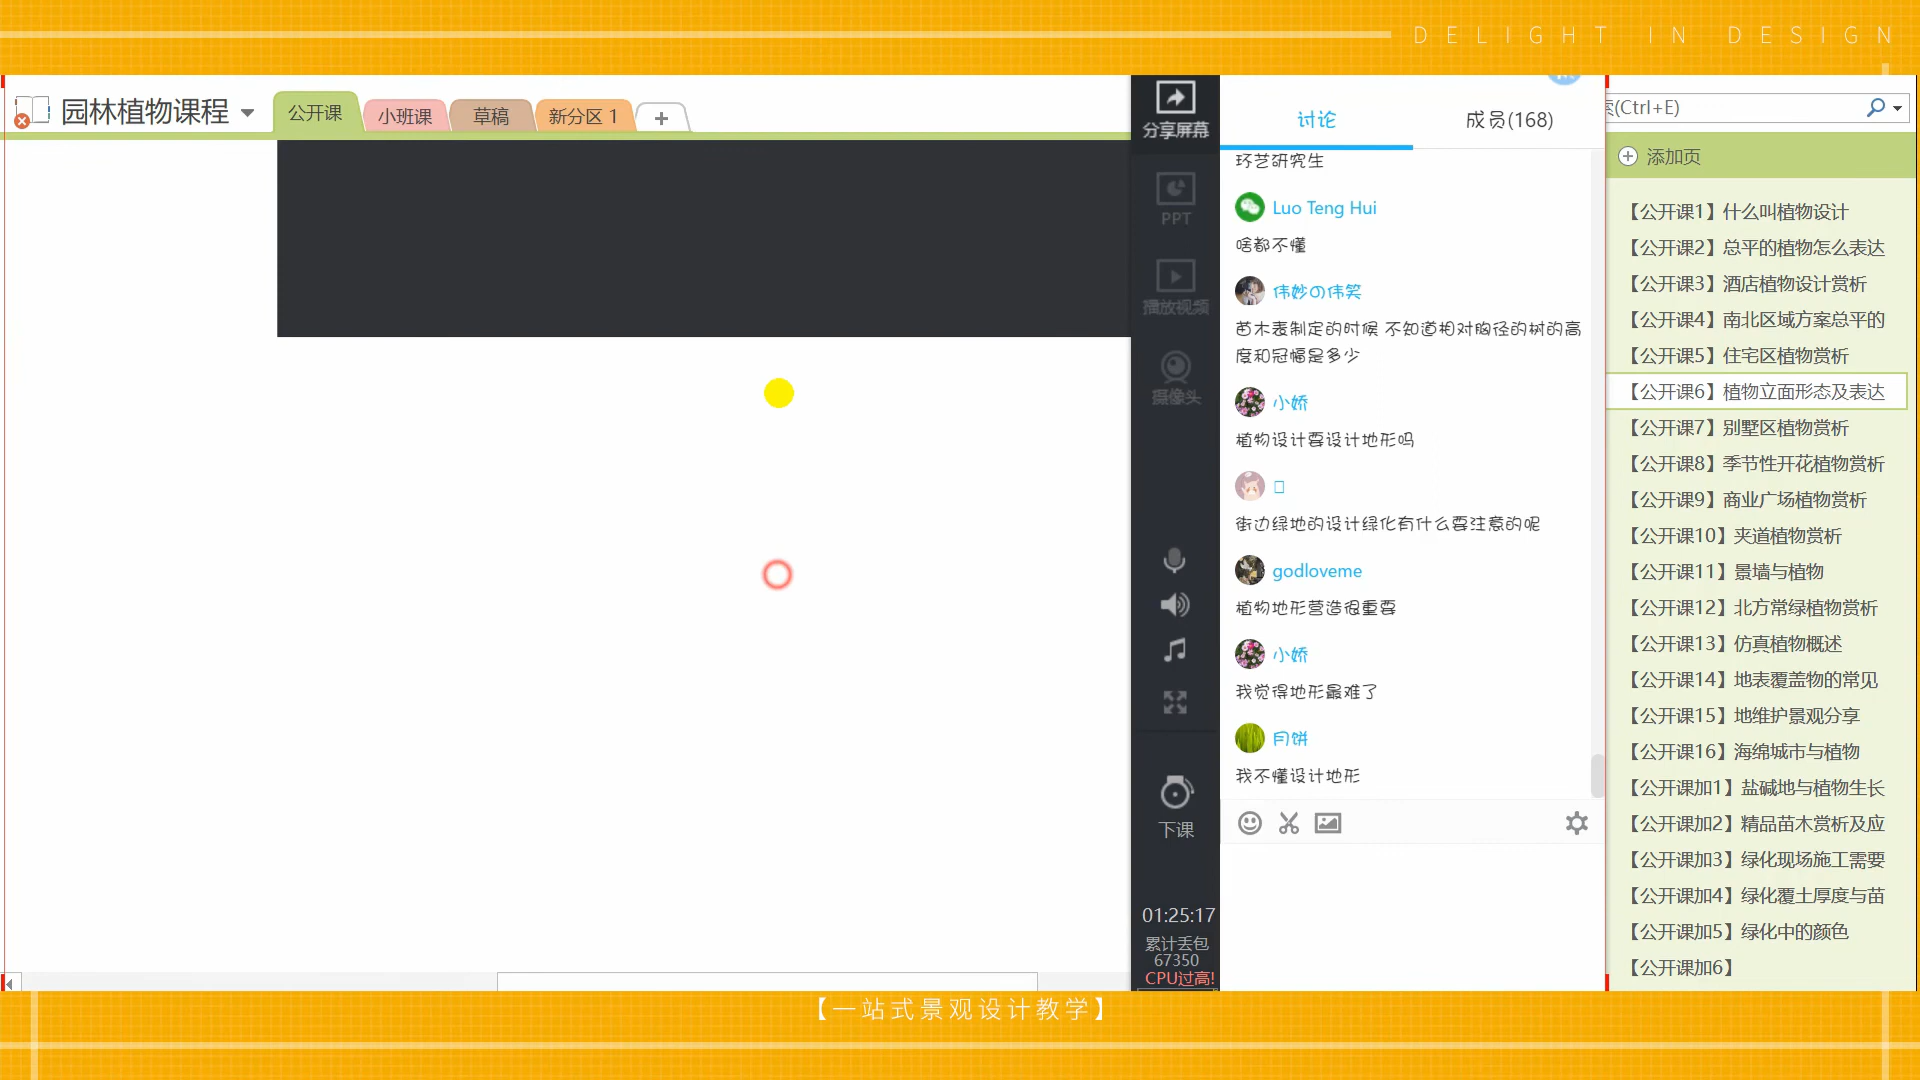 DELIGHT IN DESIGN
园林植物课程
公开课
小班课
草稿
新分区 1
分享屏幕
PPT
播放视频
摄像头
下课
01:25:17
累计丢包
67350
CPU过高!
讨论
成员(168)
环艺研究生
Luo Teng Hui
啥都不懂
伟妙の伟笑
苗木表制定的时候 不知道相对胸径的树的高
度和冠幅是多少
小娇
植物设计要设计地形吗
街边绿地的设计绿化有什么要注意的呢
godloveme
植物地形营造很重要
小娇
我觉得地形最难了
月饼
我不懂设计地形
(Ctrl+E)
添加页
【公开课1】什么叫植物设计
【公开课2】总平的植物怎么表达
【公开课3】酒店植物设计赏析
【公开课4】南北区域方案总平的
【公开课5】住宅区植物赏析
【公开课6】植物立面形态及表达
【公开课7】别墅区植物赏析
【公开课8】季节性开花植物赏析
【公开课9】商业广场植物赏析
【公开课10】夹道植物赏析
【公开课11】景墙与植物
【公开课12】北方常绿植物赏析
【公开课13】仿真植物概述
【公开课14】地表覆盖物的常见
【公开课15】地维护景观分享
【公开课16】海绵城市与植物
【公开课加1】盐碱地与植物生长
【公开课加2】精品苗木赏析及应
【公开课加3】绿化现场施工需要
【公开课加4】绿化覆土厚度与苗
【公开课加5】绿化中的颜色
【公开课加6】
【一站式景观设计教学】